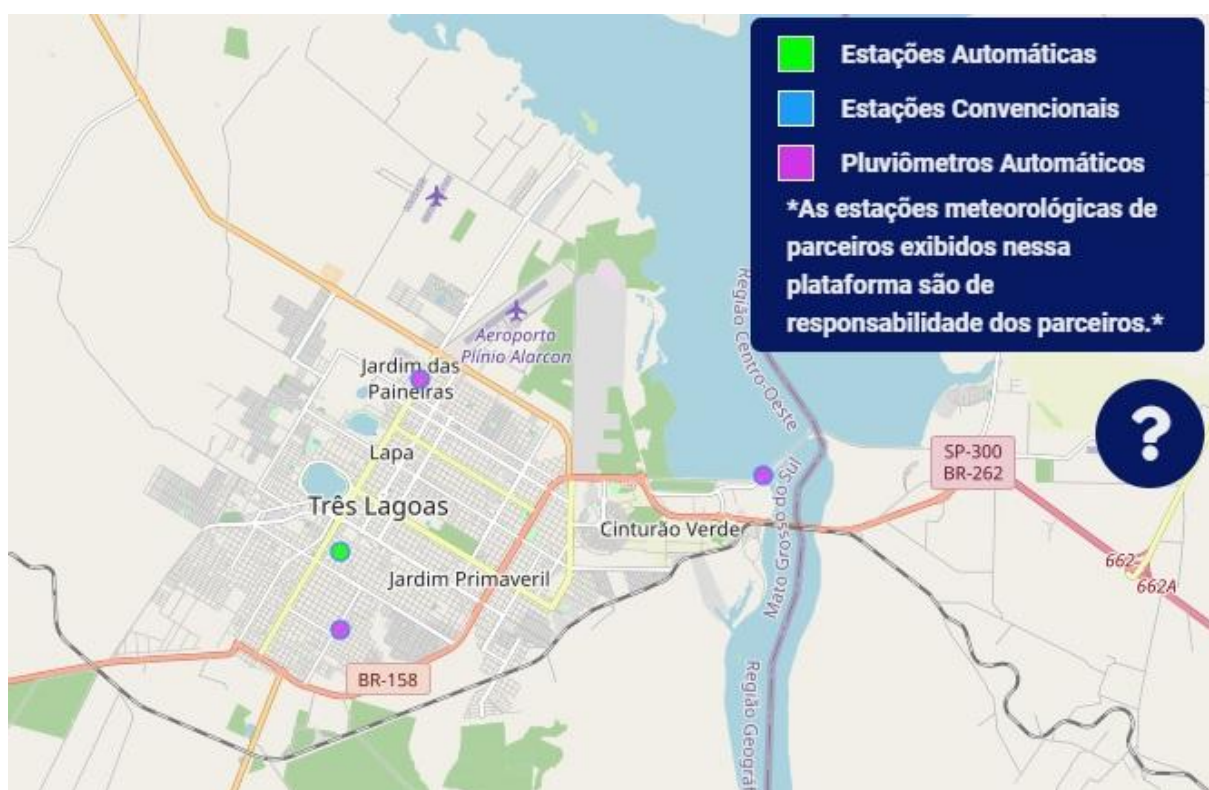 Estações Automáticas
Estações Convencionais
Pluviômetros Automáticos
*As estações meteorológicas de
parceiros exibidos nessa
plataforma são de
responsabilidade dos parceiros.*
?
Aeroporto
Plínio Alarcon
Jardim das
Paineiras
Lapa
Três Lagoas
Jardim Primaveril
Cinturão Verde
BR-158
SP-300
BR-262
662
662A
Região Centro-Oeste
Mato Grosso do Sul
Região Geográf